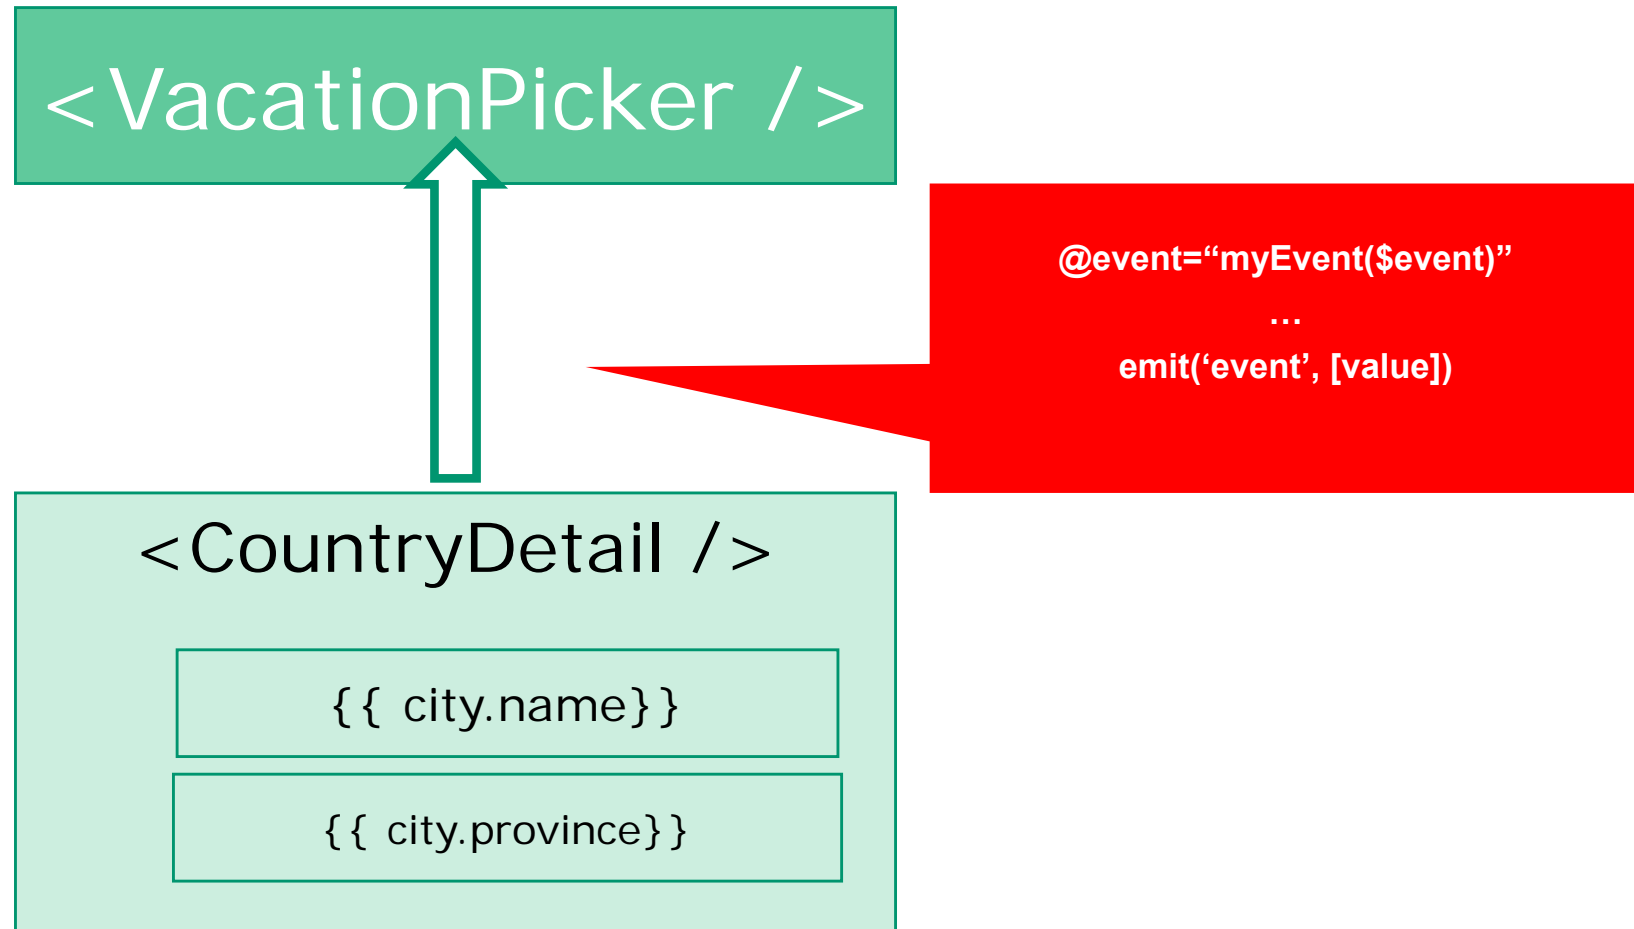 <VacationPicker />
@event=“myEvent($event)”
…
emit(‘event’, [value])
<CountryDetail />
{{ city.name}}
{{ city.province}}